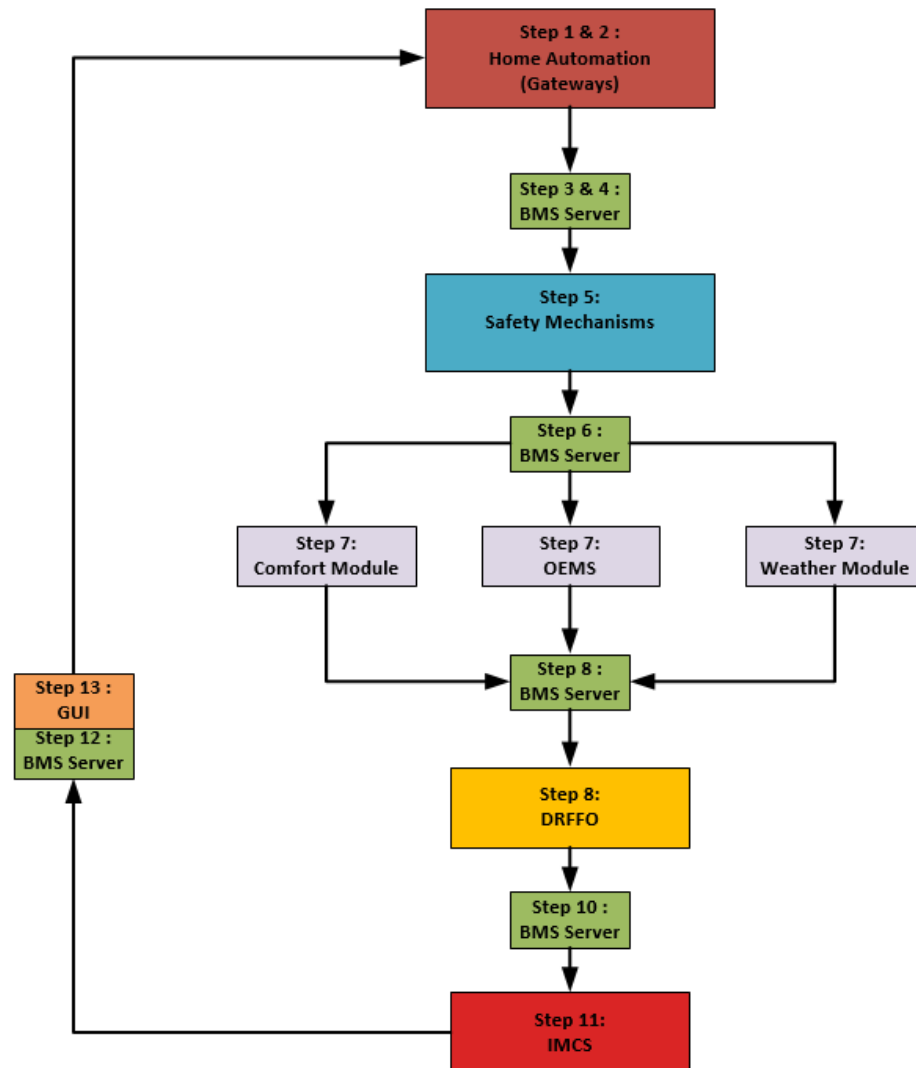 Step 1 & 2 :
Home Automation
(Gateways)
Step 3 & 4 :
BMS Server
Step 5:
Safety Mechanisms
Step 6 :
BMS Server
Step 7:
Comfort Module
Step 7:
OEMS
Step 7:
Weather Module
Step 8 :
BMS Server
Step 13 :
GUI
Step 12 :
BMS Server
Step 8:
DRFFO
Step 10 :
BMS Server
Step 11:
IMCS